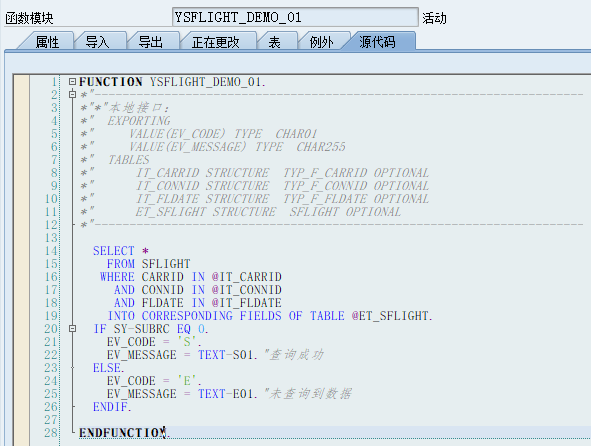 函数模块 YSFLIGHT_DEMO_01 活动
属性 导入 导出 正在更改 表 例外 源代码
1 FUNCTION YSFLIGHT_DEMO_01.
2 *"----------------------------------------------------------------------
3 *"*"本地接口:
4 *"  EXPORTING
5 *"     VALUE(EV_CODE) TYPE  CHAR01
6 *"     VALUE(EV_MESSAGE) TYPE  CHAR255
7 *"  TABLES
8 *"      IT_CARRID STRUCTURE  TYP_F_CARRID OPTIONAL
9 *"      IT_CONNID STRUCTURE  TYP_F_CONNID OPTIONAL
10 *"      IT_FLDATE STRUCTURE  TYP_F_FLDATE OPTIONAL
11 *"      ET_SFLIGHT STRUCTURE  SFLIGHT OPTIONAL
12 *"----------------------------------------------------------------------
13
14   SELECT *
15     FROM SFLIGHT
16    WHERE CARRID IN @IT_CARRID
17      AND CONNID IN @IT_CONNID
18      AND FLDATE IN @IT_FLDATE
19     INTO CORRESPONDING FIELDS OF TABLE @ET_SFLIGHT.
20   IF SY-SUBRC EQ 0.
21     EV_CODE = 'S'.
22     EV_MESSAGE = TEXT-S01. "查询成功
23   ELSE.
24     EV_CODE = 'E'.
25     EV_MESSAGE = TEXT-E01. "未查询到数据
26   ENDIF.
27
28 ENDFUNCTION.